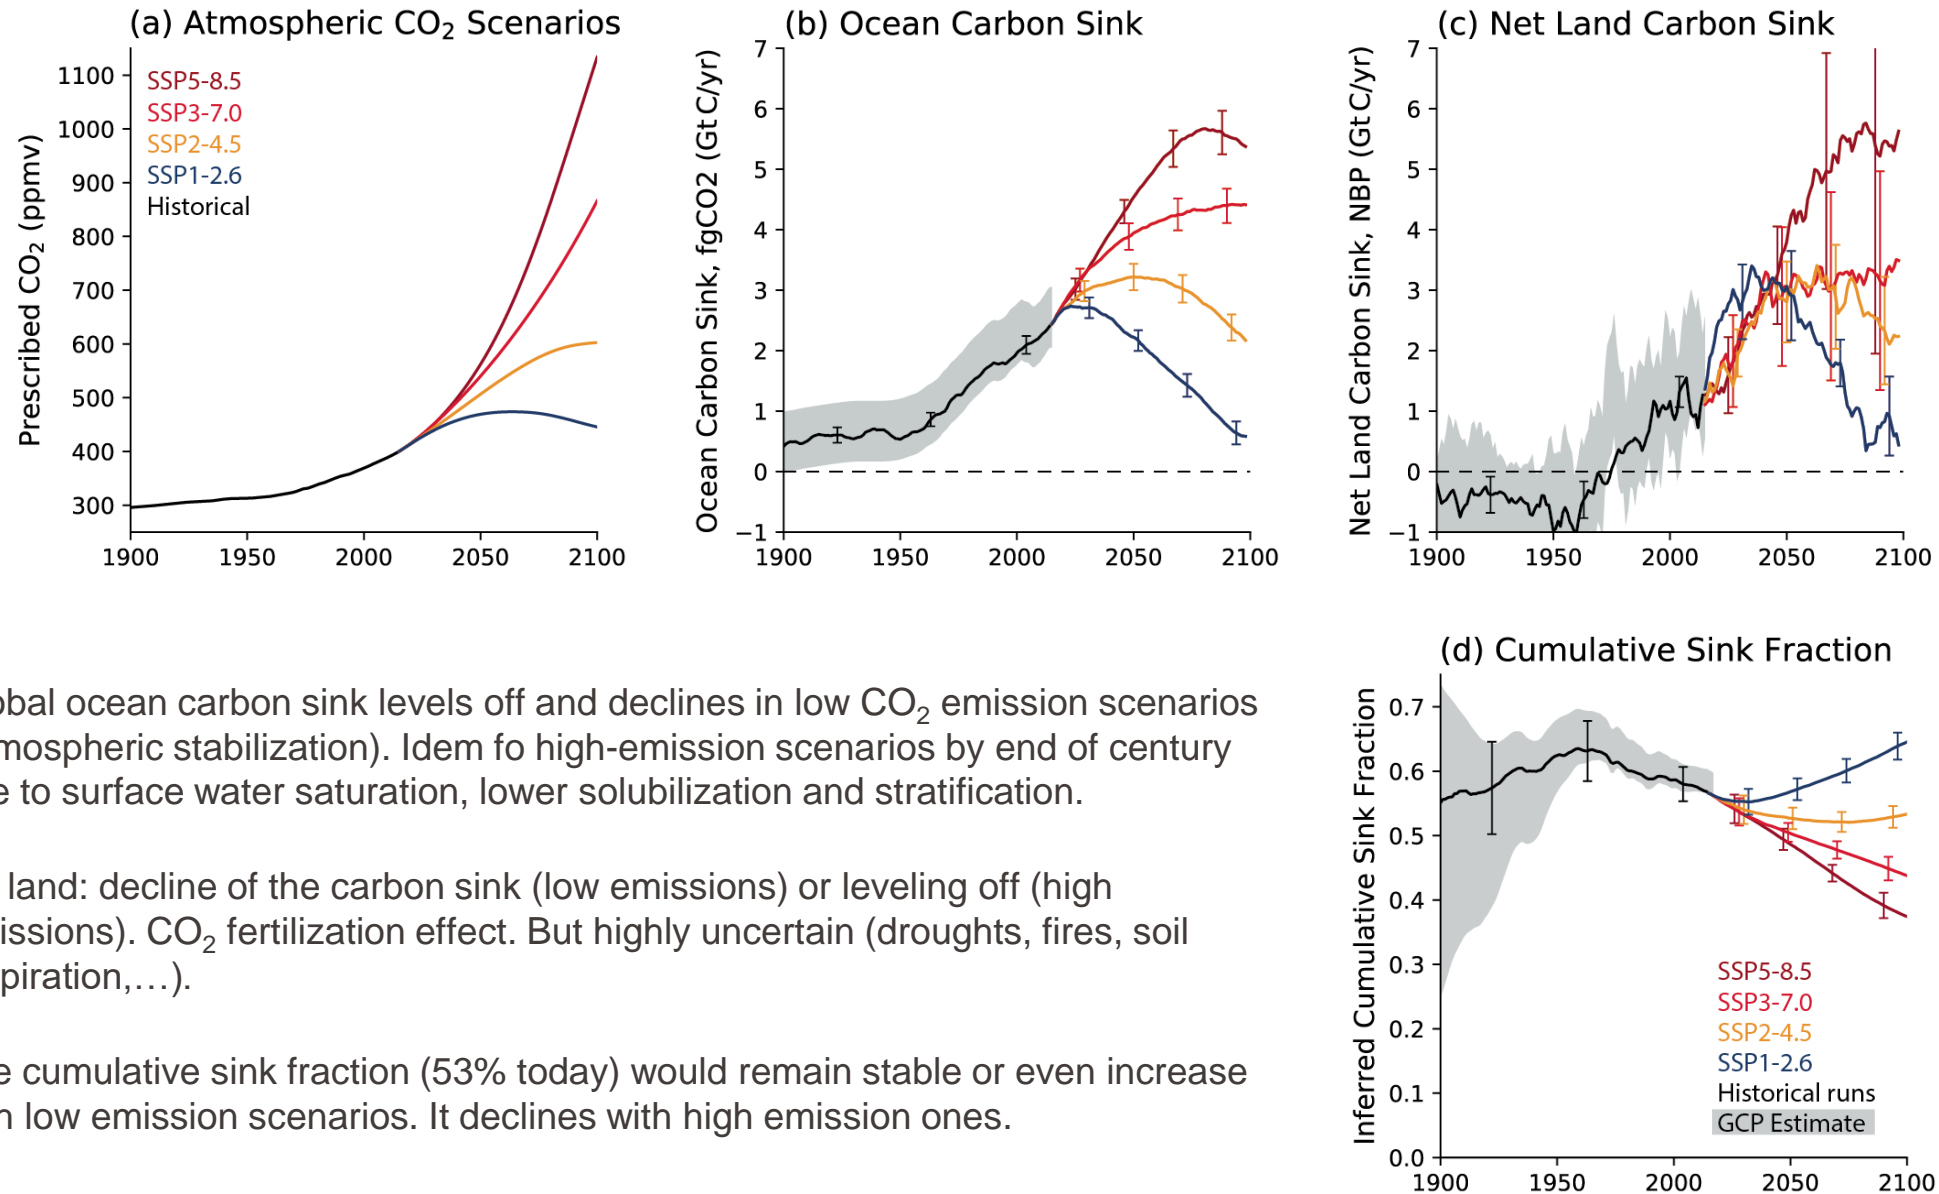 (a) Atmospheric CO₂ Scenarios
Prescribed CO₂ (ppmv)
1100
1000
900
800
700
600
500
400
300
SSP5-8.5
SSP3-7.0
SSP2-4.5
SSP1-2.6
Historical
1900 1950 2000 2050 2100
(b) Ocean Carbon Sink
Ocean Carbon Sink, fgCO2 (Gt C/yr)
7
6
5
4
3
2
1
0
−1
1900 1950 2000 2050 2100
(c) Net Land Carbon Sink
Net Land Carbon Sink, NBP (Gt C/yr)
7
6
5
4
3
2
1
0
−1
1900 1950 2000 2050 2100
obal ocean carbon sink levels off and declines in low CO₂ emission scenarios
mospheric stabilization). Idem fo high-emission scenarios by end of century
e to surface water saturation, lower solubilization and stratification.
land: decline of the carbon sink (low emissions) or leveling off (high
issions). CO₂ fertilization effect. But highly uncertain (droughts, fires, soil
piration,…).
e cumulative sink fraction (53% today) would remain stable or even increase
n low emission scenarios. It declines with high emission ones.
(d) Cumulative Sink Fraction
Inferred Cumulative Sink Fraction
0.7
0.6
0.5
0.4
0.3
0.2
0.1
0.0
SSP5-8.5
SSP3-7.0
SSP2-4.5
SSP1-2.6
Historical runs
GCP Estimate
1900 1950 2000 2050 2100